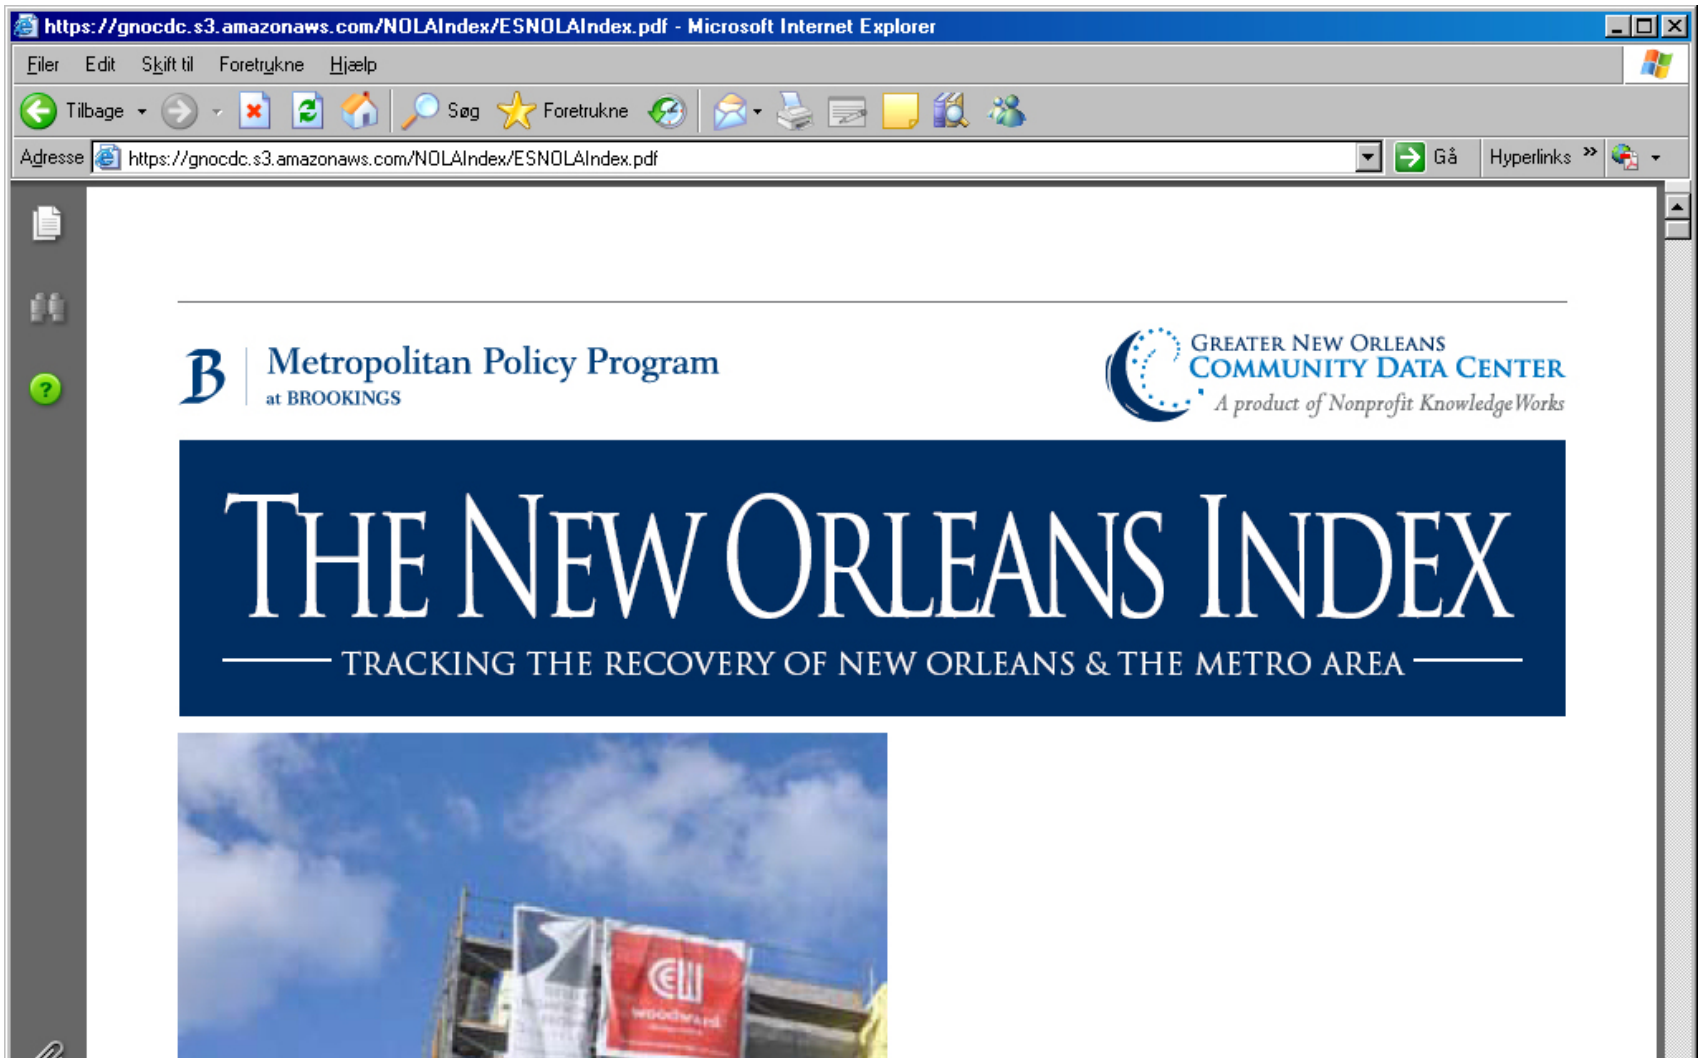 https://gnocdc.s3.amazonaws.com/NOLAIndex/ESNOLAIndex.pdf - Microsoft Internet Explorer
Filer Edit Skift til Foretrukne Hjælp
Tilbage Søg Foretrukne
Adresse https://gnocdc.s3.amazonaws.com/NOLAIndex/ESNOLAIndex.pdf Gå Hyperlinks »
B Metropolitan Policy Program
at BROOKINGS
GREATER NEW ORLEANS
COMMUNITY DATA CENTER
A product of Nonprofit KnowledgeWorks
THE NEW ORLEANS INDEX
TRACKING THE RECOVERY OF NEW ORLEANS & THE METRO AREA
woodward